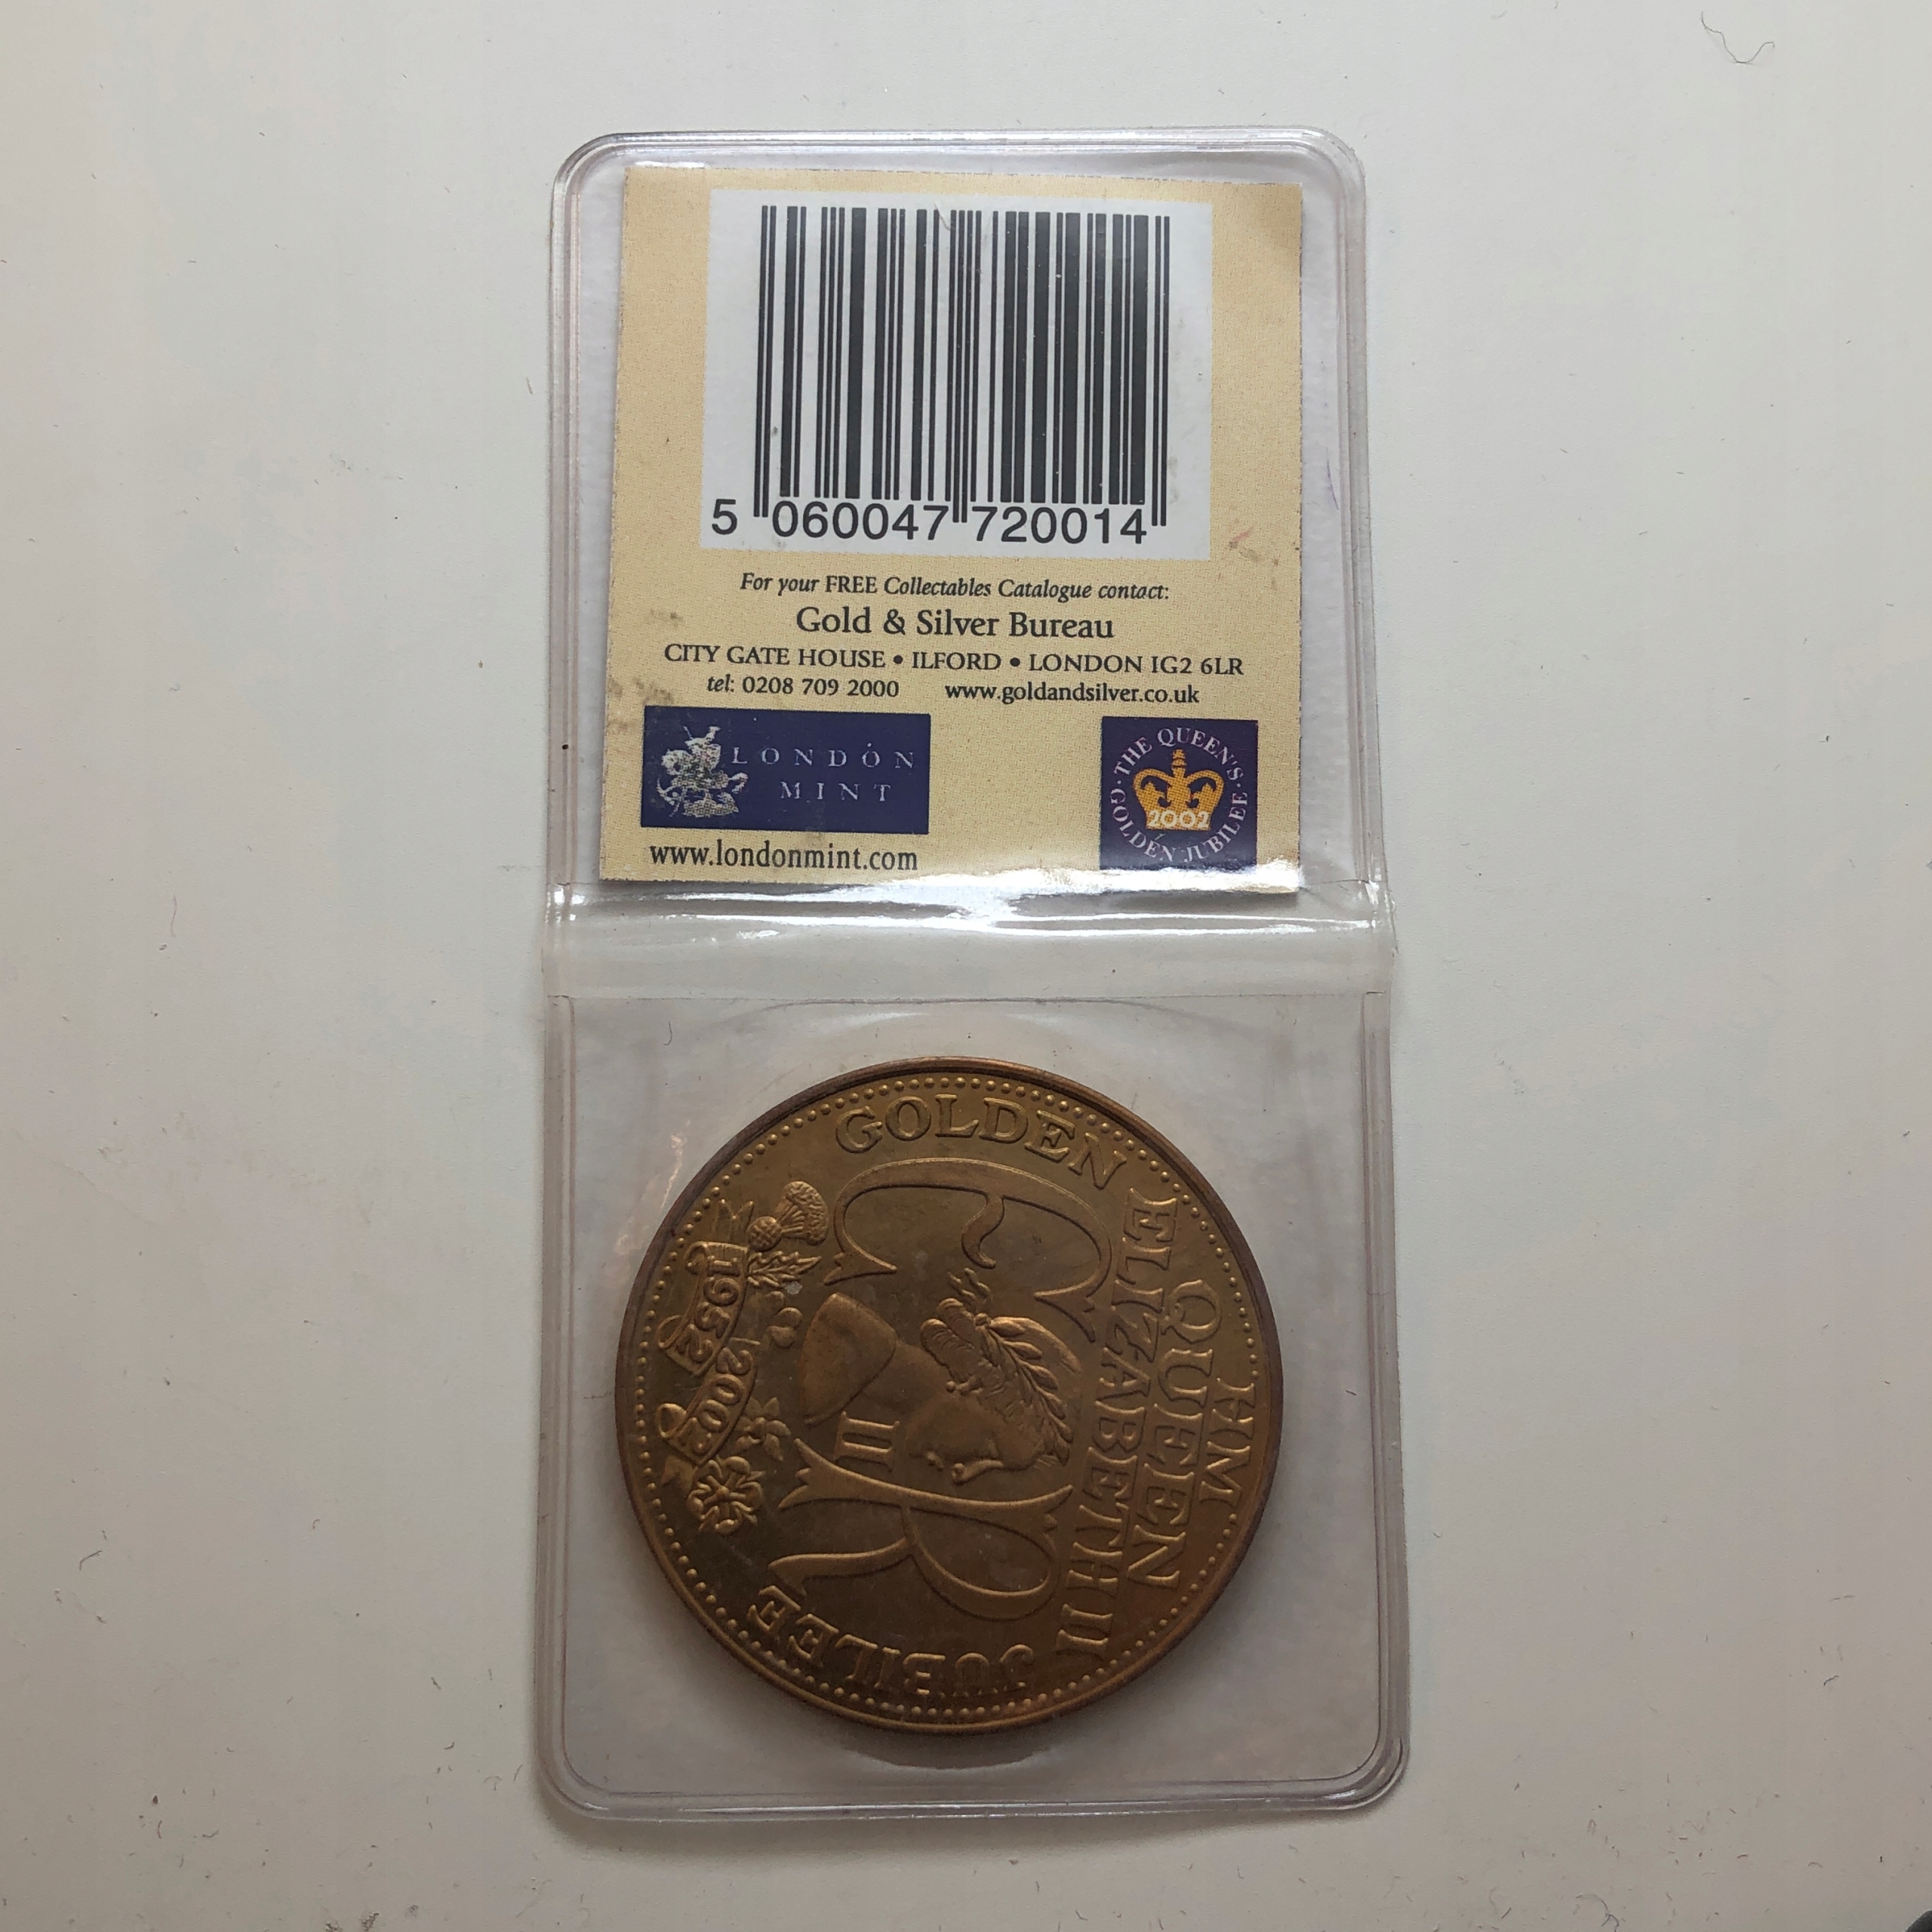 5 060047 720014
For your FREE Collectables Catalogue contact:
Gold & Silver Bureau
CITY GATE HOUSE • ILFORD • LONDON IG2 6LR
tel: 0208 709 2000 www.goldandsilver.co.uk
LONDON
MINT
www.londonmint.com
·THE QUEEN'S·
GOLDEN JUBILEE
2002
HM
QUEEN
ELIZABETH II
GOLDEN
JUBILEE
E R
II
1952 2002